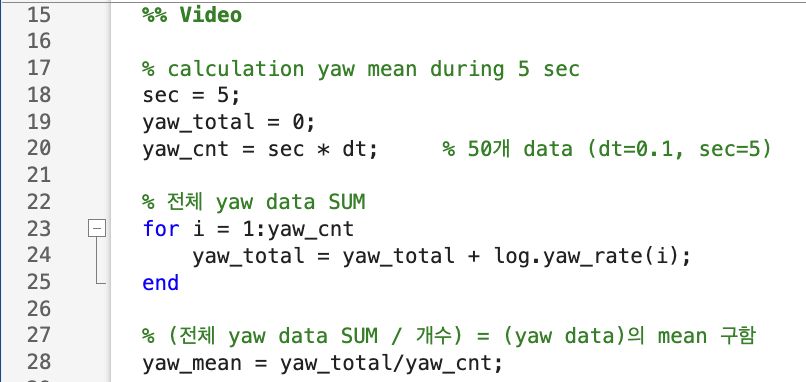 15 %% Video
16
17 % calculation yaw mean during 5 sec
18 sec = 5;
19 yaw_total = 0;
20 yaw_cnt = sec * dt; % 50개 data (dt=0.1, sec=5)
21
22 % 전체 yaw data SUM
23 for i = 1:yaw_cnt
24 yaw_total = yaw_total + log.yaw_rate(i);
25 end
26
27 % (전체 yaw data SUM / 개수) = (yaw data)의 mean 구함
28 yaw_mean = yaw_total/yaw_cnt;